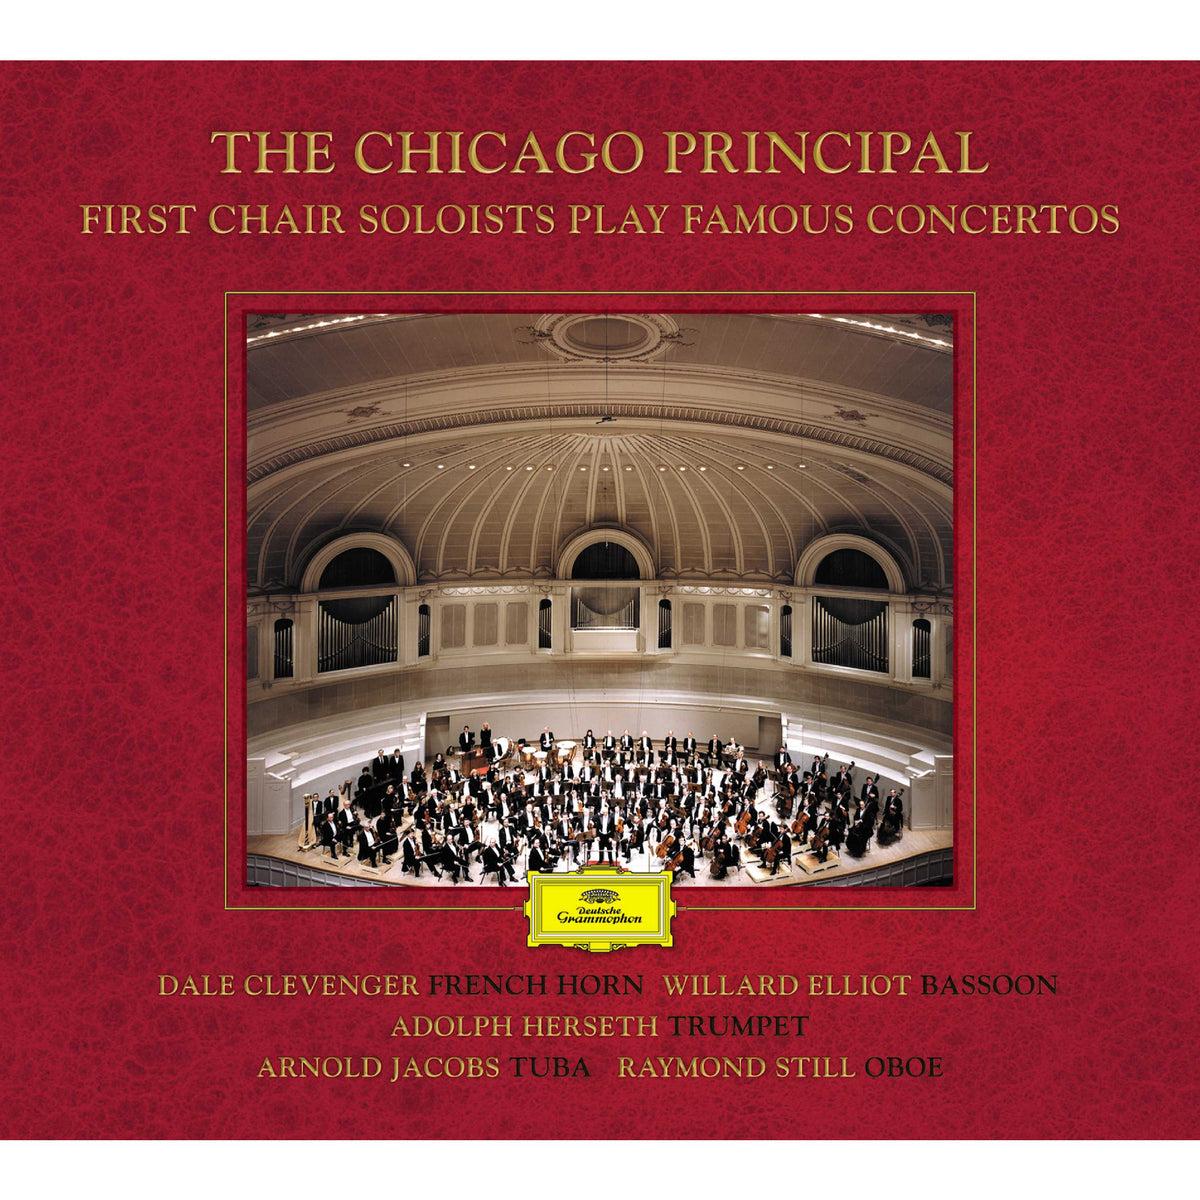 THE CHICAGO PRINCIPAL
FIRST CHAIR SOLOISTS PLAY FAMOUS CONCERTOS
Deutsche
Grammophon
DALE CLEVENGER FRENCH HORN WILLARD ELLIOT BASSOON
ADOLPH HERSETH TRUMPET
ARNOLD JACOBS TUBA RAYMOND STILL OBOE